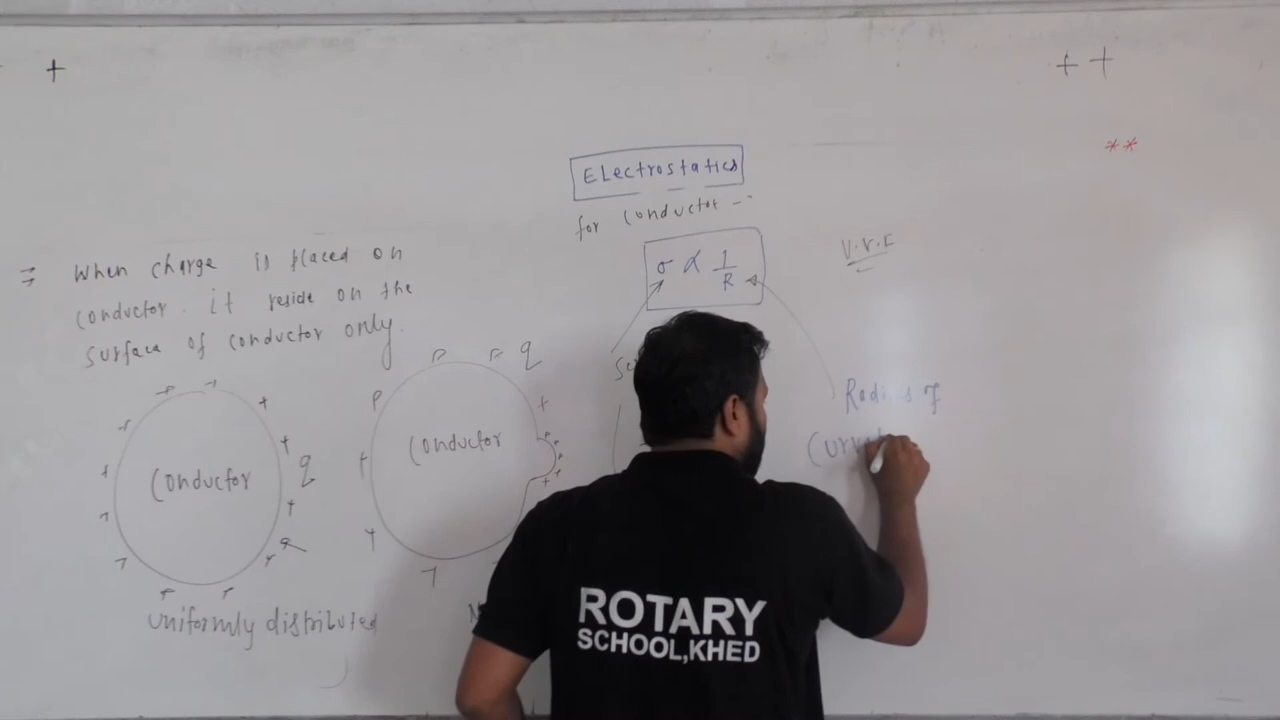 Electrostatics
for conductor --
σ ∝ 1/R
V.V.I
⇒ When charge is placed on
conductor. it reside on the
surface of conductor only.
Conductor
q
uniformly distributed
Conductor
q
Radius of
ROTARY
SCHOOL,KHED